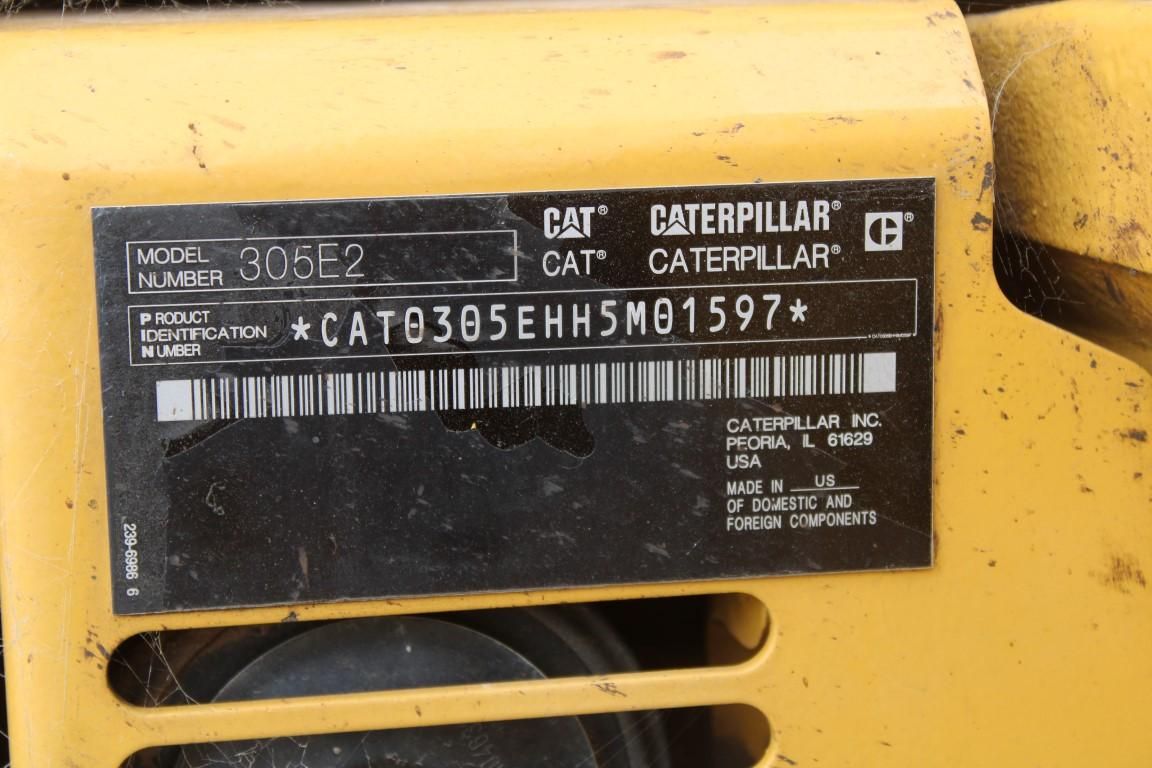 CAT® CATERPILLAR® ®
CAT® CATERPILLAR®
MODEL
NUMBER 305E2
PRODUCT
IDENTIFICATION
NUMBER
*CAT0305EHH5M01597*
CATERPILLAR INC.
PEORIA, IL 61629
USA
MADE IN US
OF DOMESTIC AND
FOREIGN COMPONENTS
239-6986 6